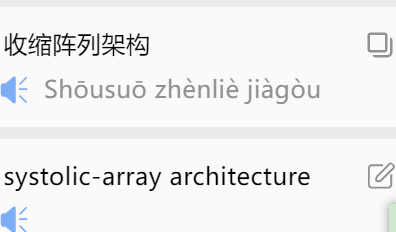 收缩阵列架构
Shōusuō zhènliè jiàgòu
systolic-array architecture